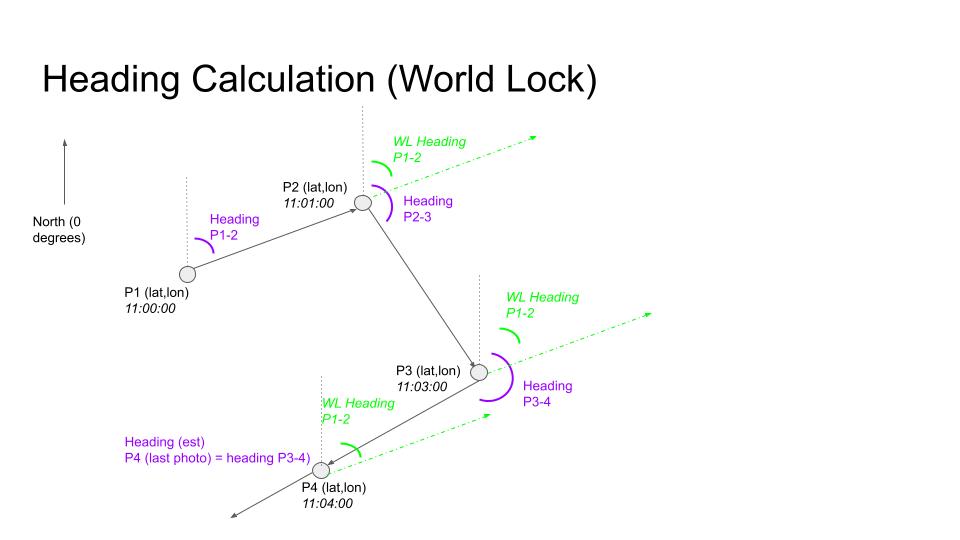 Heading Calculation (World Lock)
WL Heading
P1-2
P2 (lat,lon)
11:01:00
Heading
P2-3
North (0
degrees)
Heading
P1-2
P1 (lat,lon)
11:00:00
WL Heading
P1-2
P3 (lat,lon)
11:03:00
Heading
P3-4
WL Heading
P1-2
Heading (est)
P4 (last photo) = heading P3-4)
P4 (lat,lon)
11:04:00